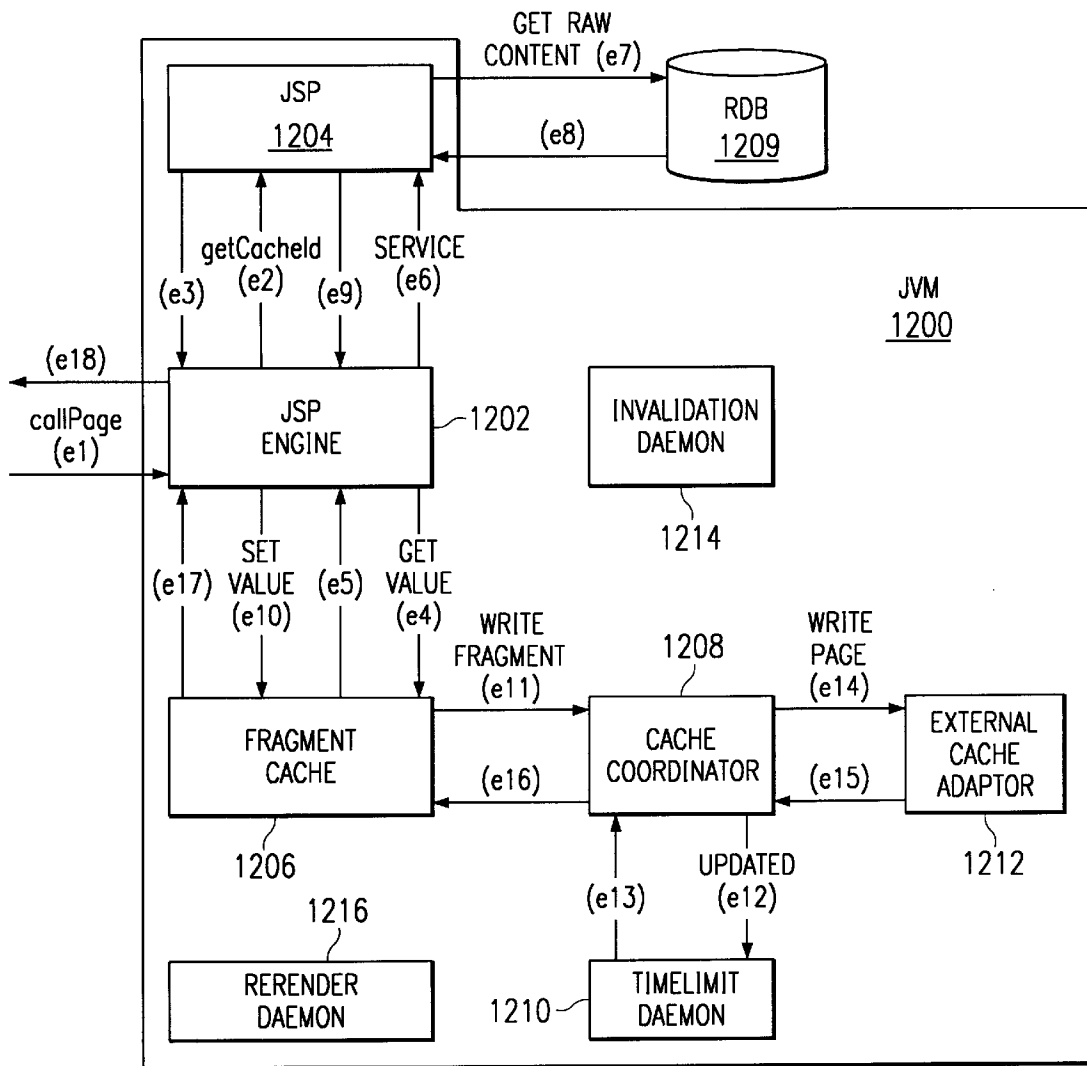 GET RAW
CONTENT (e7)
JSP
1204
(e8)
RDB
1209
(e3)
getCacheId
(e2)
(e9)
SERVICE
(e6)
JVM
1200
(e18)
callPage
(e1)
JSP
ENGINE
1202
INVALIDATION
DAEMON
1214
(e17)
SET
VALUE
(e10)
(e5)
GET
VALUE
(e4)
WRITE
FRAGMENT
(e11)
1208
WRITE
PAGE
(e14)
FRAGMENT
CACHE
1206
(e16)
CACHE
COORDINATOR
(e15)
EXTERNAL
CACHE
ADAPTOR
1212
(e13)
UPDATED
(e12)
1216
RERENDER
DAEMON
1210
TIMELIMIT
DAEMON